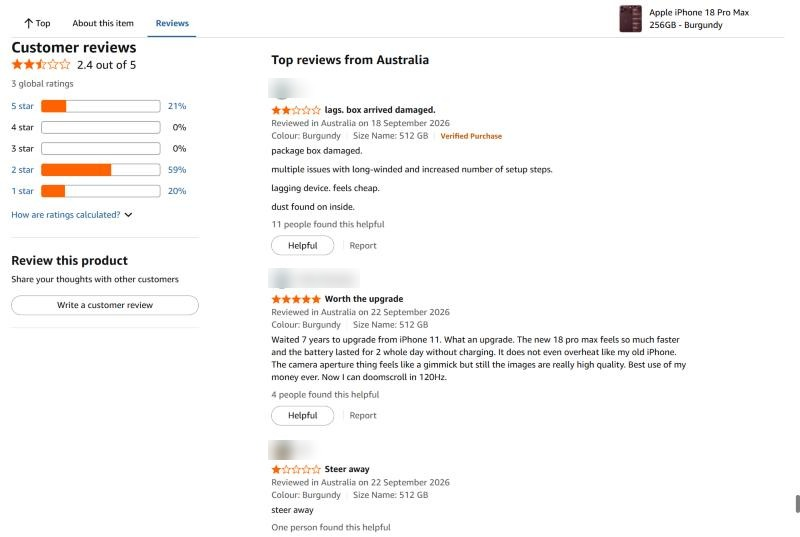 Top
About this item
Reviews
Apple iPhone 18 Pro Max
256GB - Burgundy
Customer reviews
2.4 out of 5
3 global ratings
5 star 21%
4 star 0%
3 star 0%
2 star 59%
1 star 20%
How are ratings calculated?
Review this product
Share your thoughts with other customers
Write a customer review
Top reviews from Australia
lags. box arrived damaged.
Reviewed in Australia on 18 September 2026
Colour: Burgundy | Size Name: 512 GB | Verified Purchase
package box damaged.
multiple issues with long-winded and increased number of setup steps.
lagging device. feels cheap.
dust found on inside.
11 people found this helpful
Helpful | Report
Worth the upgrade
Reviewed in Australia on 22 September 2026
Colour: Burgundy | Size Name: 512 GB
Waited 7 years to upgrade from iPhone 11. What an upgrade. The new 18 pro max feels so much faster
and the battery lasted for 2 whole day without charging. It does not even overheat like my old iPhone.
The camera aperture thing feels like a gimmick but still the images are really high quality. Best use of my
money ever. Now I can doomscroll in 120Hz.
4 people found this helpful
Helpful | Report
Steer away
Reviewed in Australia on 22 September 2026
Colour: Burgundy | Size Name: 512 GB
steer away
One person found this helpful